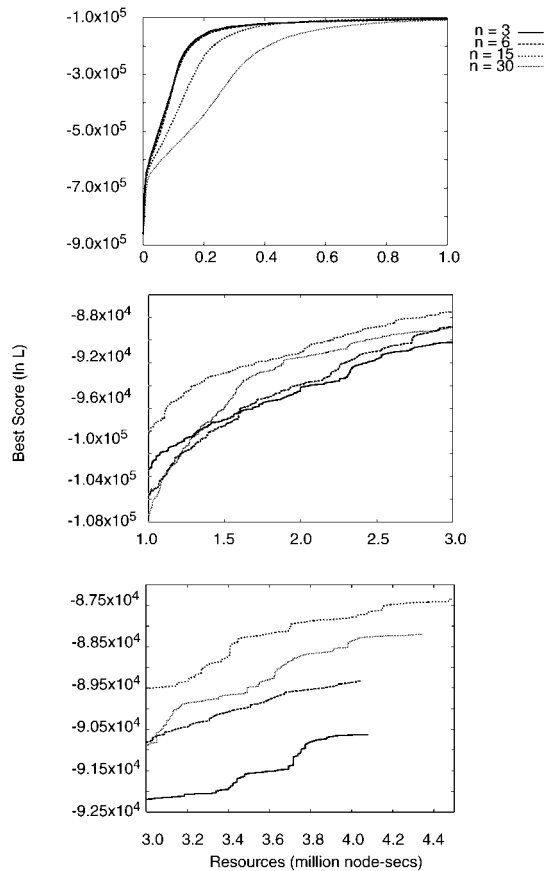 -1.0x10^5
-3.0x10^5
-5.0x10^5
-7.0x10^5
-9.0x10^5
0 0.2 0.4 0.6 0.8 1.0
n = 3
n = 6
n = 15
n = 30
Best Score (ln L)
-8.8x10^4
-9.2x10^4
-9.6x10^4
-1.0x10^5
-1.04x10^5
-1.08x10^5
1.0 1.5 2.0 2.5 3.0
-8.75x10^4
-8.85x10^4
-8.95x10^4
-9.05x10^4
-9.15x10^4
-9.25x10^4
3.0 3.2 3.4 3.6 3.8 4.0 4.2 4.4
Resources (million node-secs)